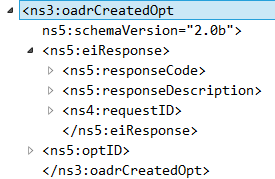 <ns3:oadrCreatedOpt
ns5:schemaVersion="2.0b">
<ns5:eiResponse>
<ns5:responseCode>
<ns5:responseDescription>
<ns4:requestID>
</ns5:eiResponse>
<ns5:optID>
</ns3:oadrCreatedOpt>